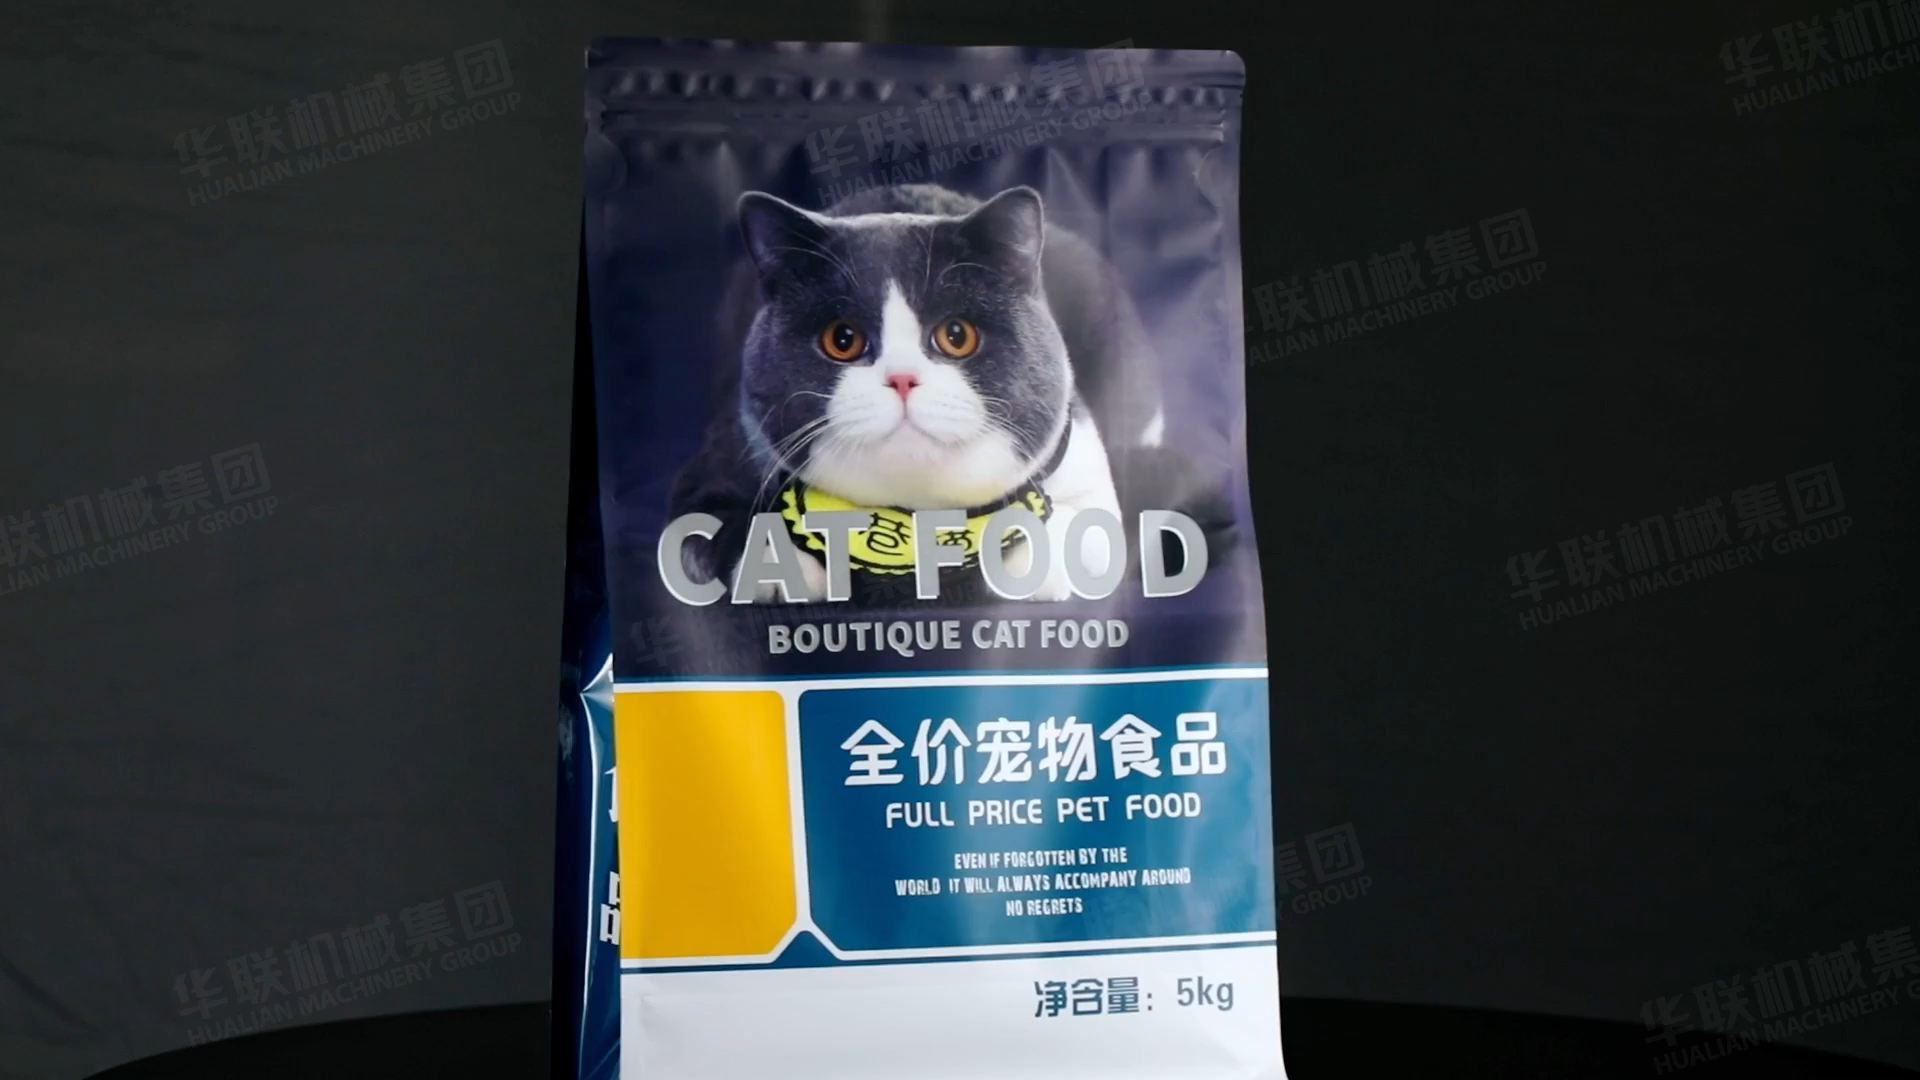 华联机械集团
HUALIAN MACHINERY GROUP
CAT FOOD
BOUTIQUE CAT FOOD
全价宠物食品
FULL PRICE PET FOOD
EVEN IF FORGOTTEN BY THE
WORLD IT WILL ALWAYS ACCOMPANY AROUND
NO REGRETS
净含量：5kg
品